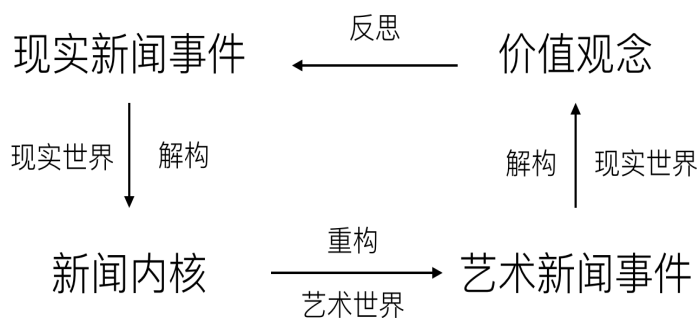 反思
现实新闻事件
价值观念
现实世界
解构
解构
现实世界
重构
新闻内核
艺术新闻事件
艺术世界